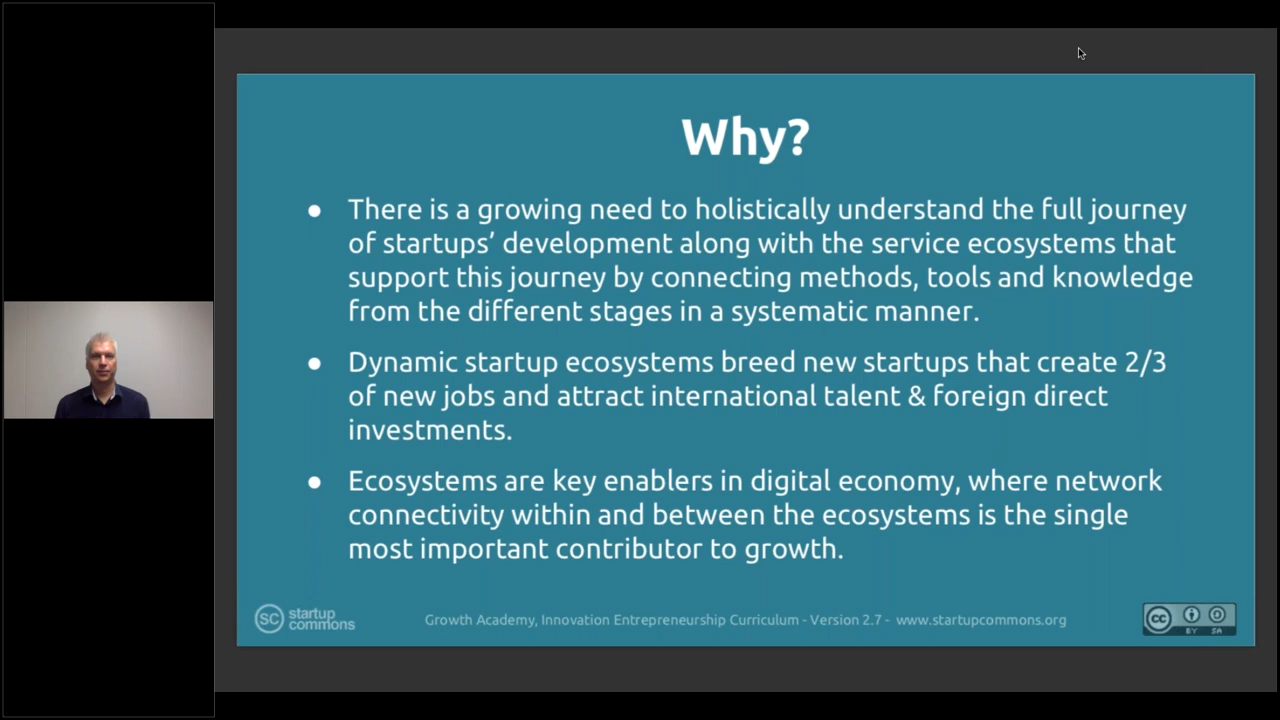 Why?
● There is a growing need to holistically understand the full journey
of startups’ development along with the service ecosystems that
support this journey by connecting methods, tools and knowledge
from the different stages in a systematic manner.
● Dynamic startup ecosystems breed new startups that create 2/3
of new jobs and attract international talent & foreign direct
investments.
● Ecosystems are key enablers in digital economy, where network
connectivity within and between the ecosystems is the single
most important contributor to growth.
SC startup
commons
Growth Academy, Innovation Entrepreneurship Curriculum - Version 2.7 - www.startupcommons.org
cc
BY SA